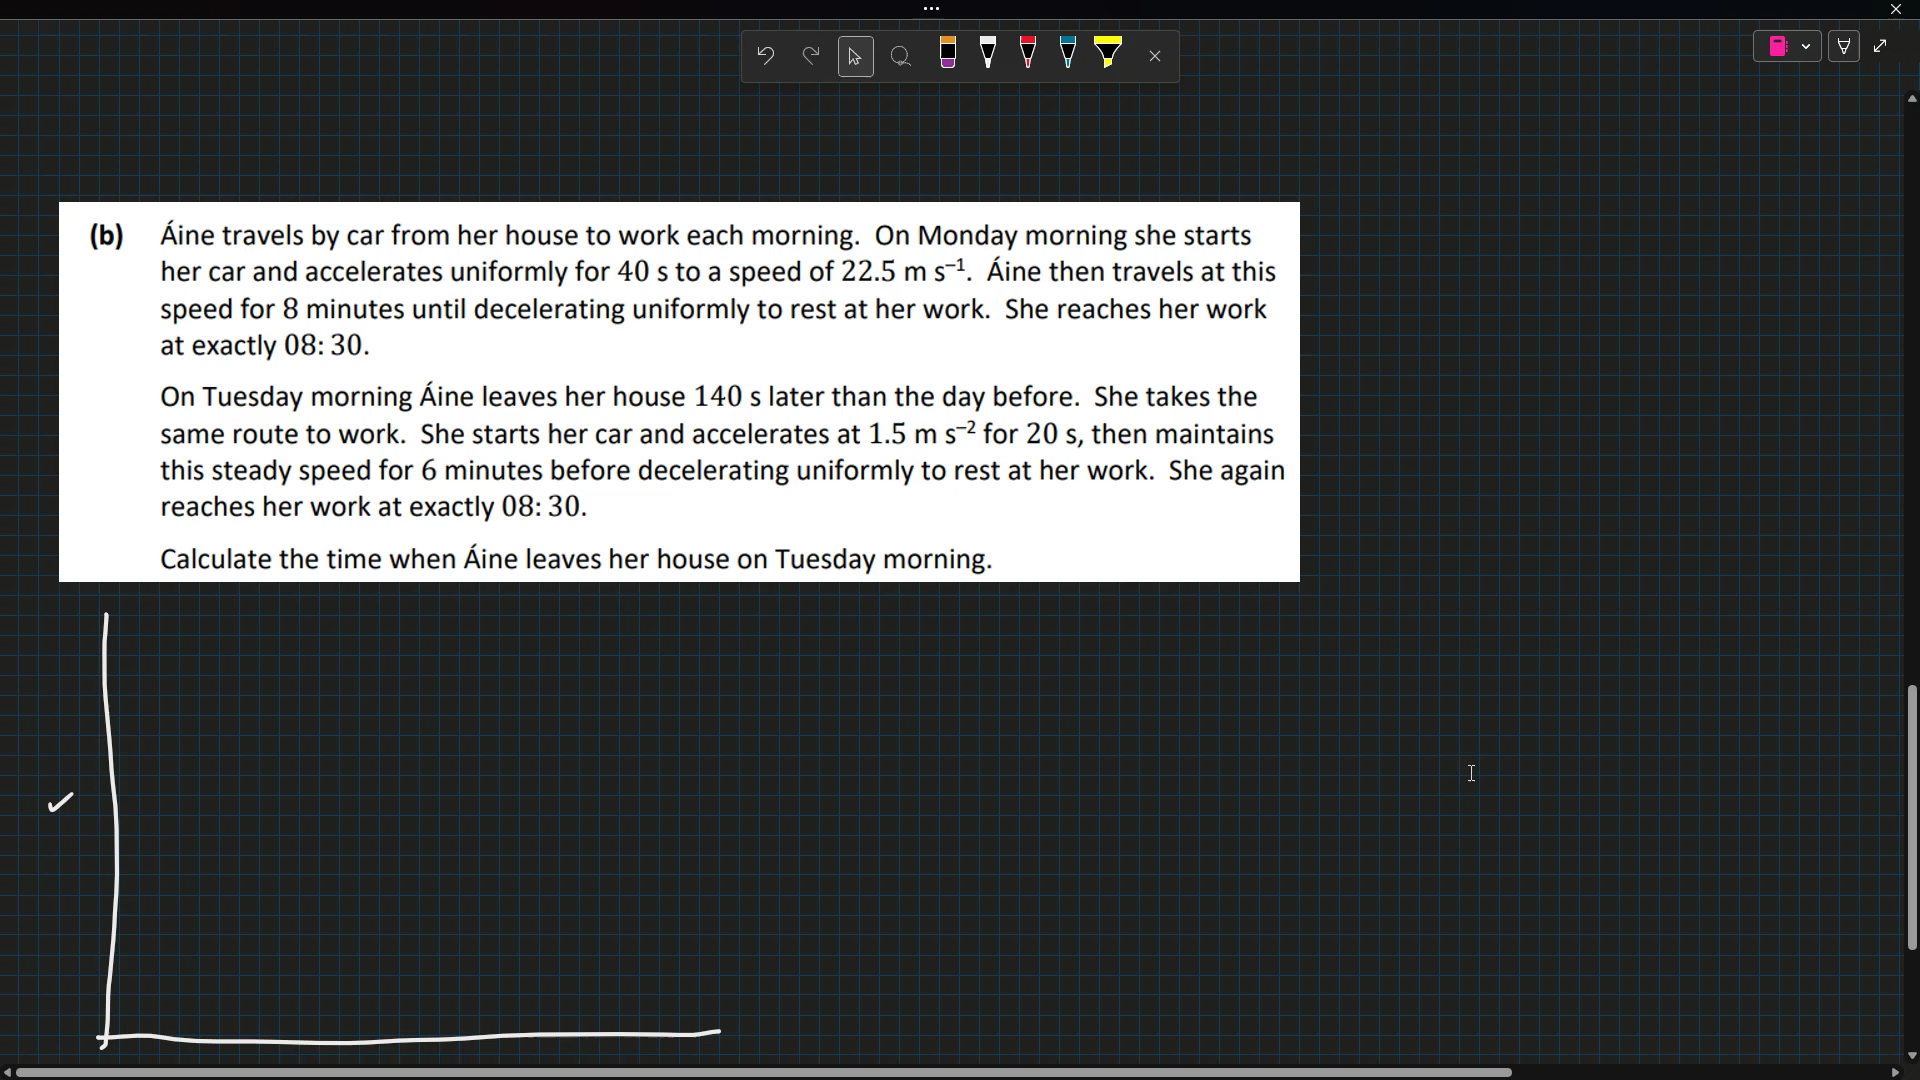 (b) Áine travels by car from her house to work each morning. On Monday morning she starts
her car and accelerates uniformly for 40 s to a speed of 22.5 m s⁻¹. Áine then travels at this
speed for 8 minutes until decelerating uniformly to rest at her work. She reaches her work
at exactly 08: 30.
On Tuesday morning Áine leaves her house 140 s later than the day before. She takes the
same route to work. She starts her car and accelerates at 1.5 m s⁻² for 20 s, then maintains
this steady speed for 6 minutes before decelerating uniformly to rest at her work. She again
reaches her work at exactly 08: 30.
Calculate the time when Áine leaves her house on Tuesday morning.